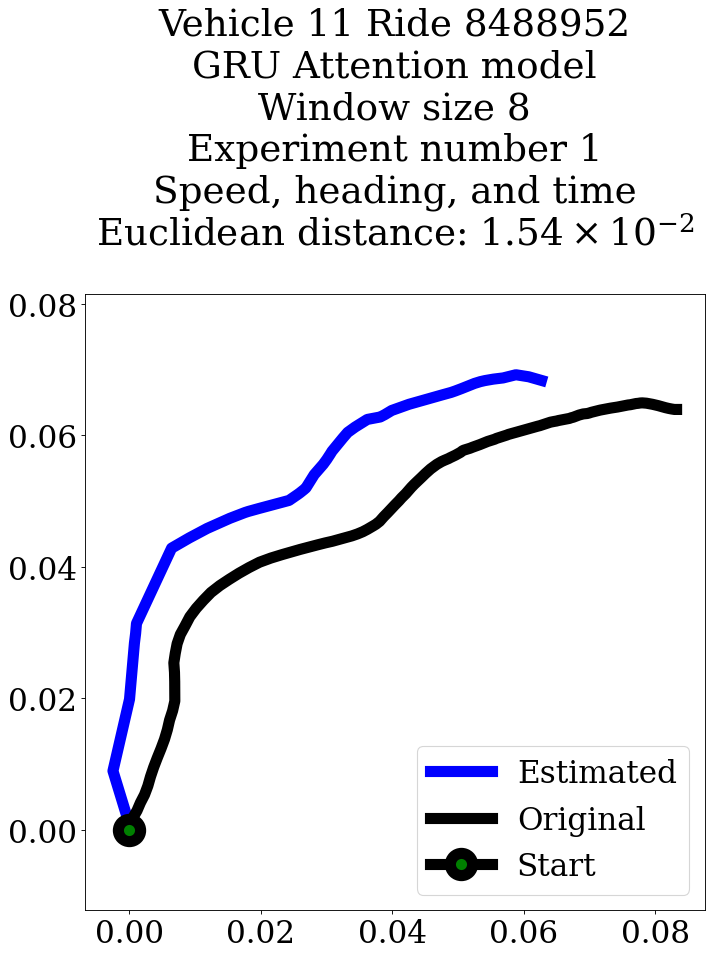 Vehicle 11 Ride 8488952
GRU Attention model
Window size 8
Experiment number 1
Speed, heading, and time
Euclidean distance: 1.54 × 10⁻²
0.08
0.06
0.04
0.02
0.00
Estimated
Original
Start
0.00 0.02 0.04 0.06 0.08